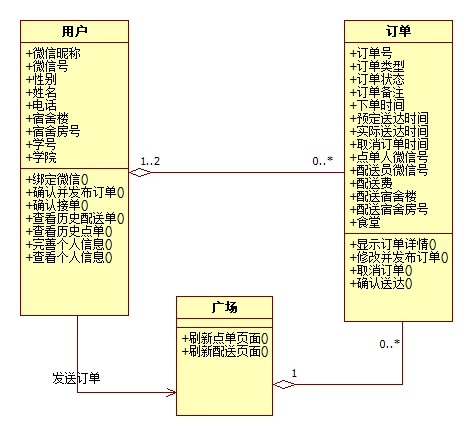 用户
+微信昵称
+微信号
+性别
+姓名
+电话
+宿舍楼
+宿舍房号
+学号
+学院
+绑定微信()
+确认并发布订单()
+确认接单()
+查看历史配送单()
+查看历史点单()
+完善个人信息()
+查看个人信息()
1..2
0..*
订单
+订单号
+订单类型
+订单状态
+订单备注
+下单时间
+预定送达时间
+实际送达时间
+取消订单时间
+点单人微信号
+配送员微信号
+配送费
+配送宿舍楼
+配送宿舍房号
+食堂
+显示订单详情()
+修改并发布订单()
+取消订单()
+确认送达()
广场
+刷新点单页面()
+刷新配送页面()
发送订单
1
0..*